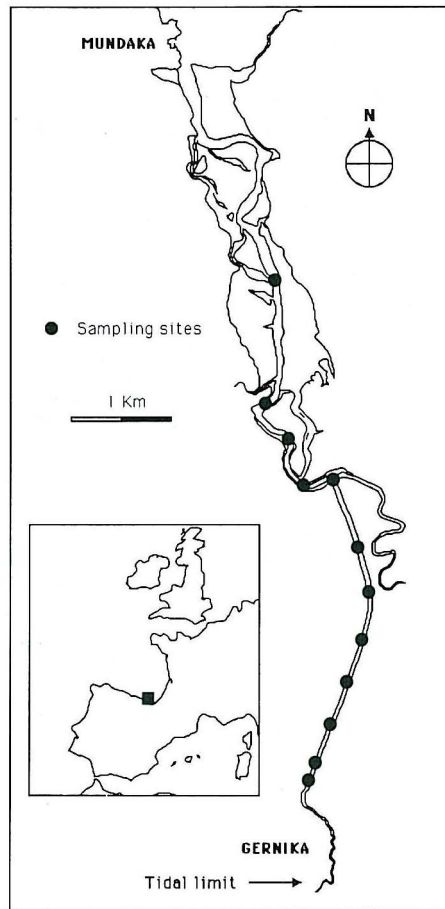 MUNDAKA
N
Sampling sites
1 Km
GERNIKA
Tidal limit